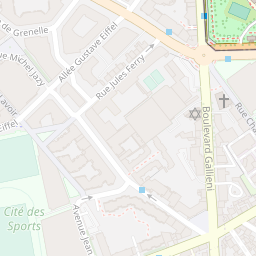 de Grenelle
Allée Gustave Eiffel
Rue Jules Ferry
Boulevard Gallieni
Cité des
Sports
Avenue Jean